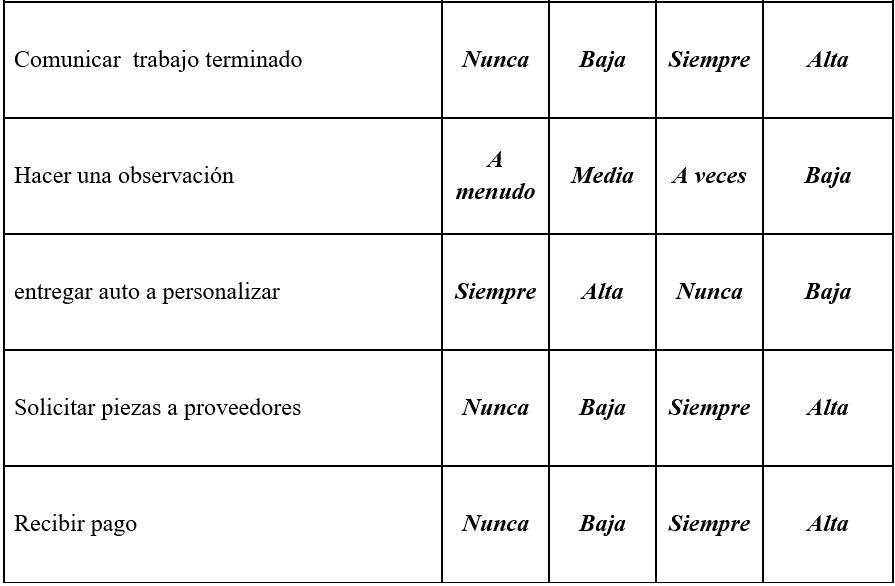 Comunicar trabajo terminado Nunca Baja Siempre Alta
Hacer una observación A menudo Media A veces Baja
entregar auto a personalizar Siempre Alta Nunca Baja
Solicitar piezas a proveedores Nunca Baja Siempre Alta
Recibir pago Nunca Baja Siempre Alta